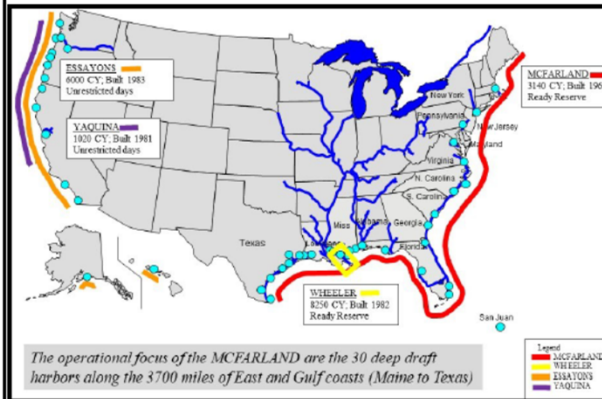 ESSAYONS
6000 CY; Built 1983
Unrestricted days
YAQUINA
1020 CY; Built 1981
Unrestricted days
MCFARLAND
3140 CY; Built
Ready Reserve
New York
Pennsylvania
New Jersey
Maryland
Virginia
N. Carolina
S. Carolina
Georgia
Miss
Texas
Florida
WHEELER
8250 CY; Built 1982
Ready Reserve
San Juan
The operational focus of the MCFARLAND are the 30 deep draft
harbors along the 3700 miles of East and Gulf coasts (Maine to Texas)
Legend
MCFARLAND
WHEELER
ESSAYONS
YAQUINA